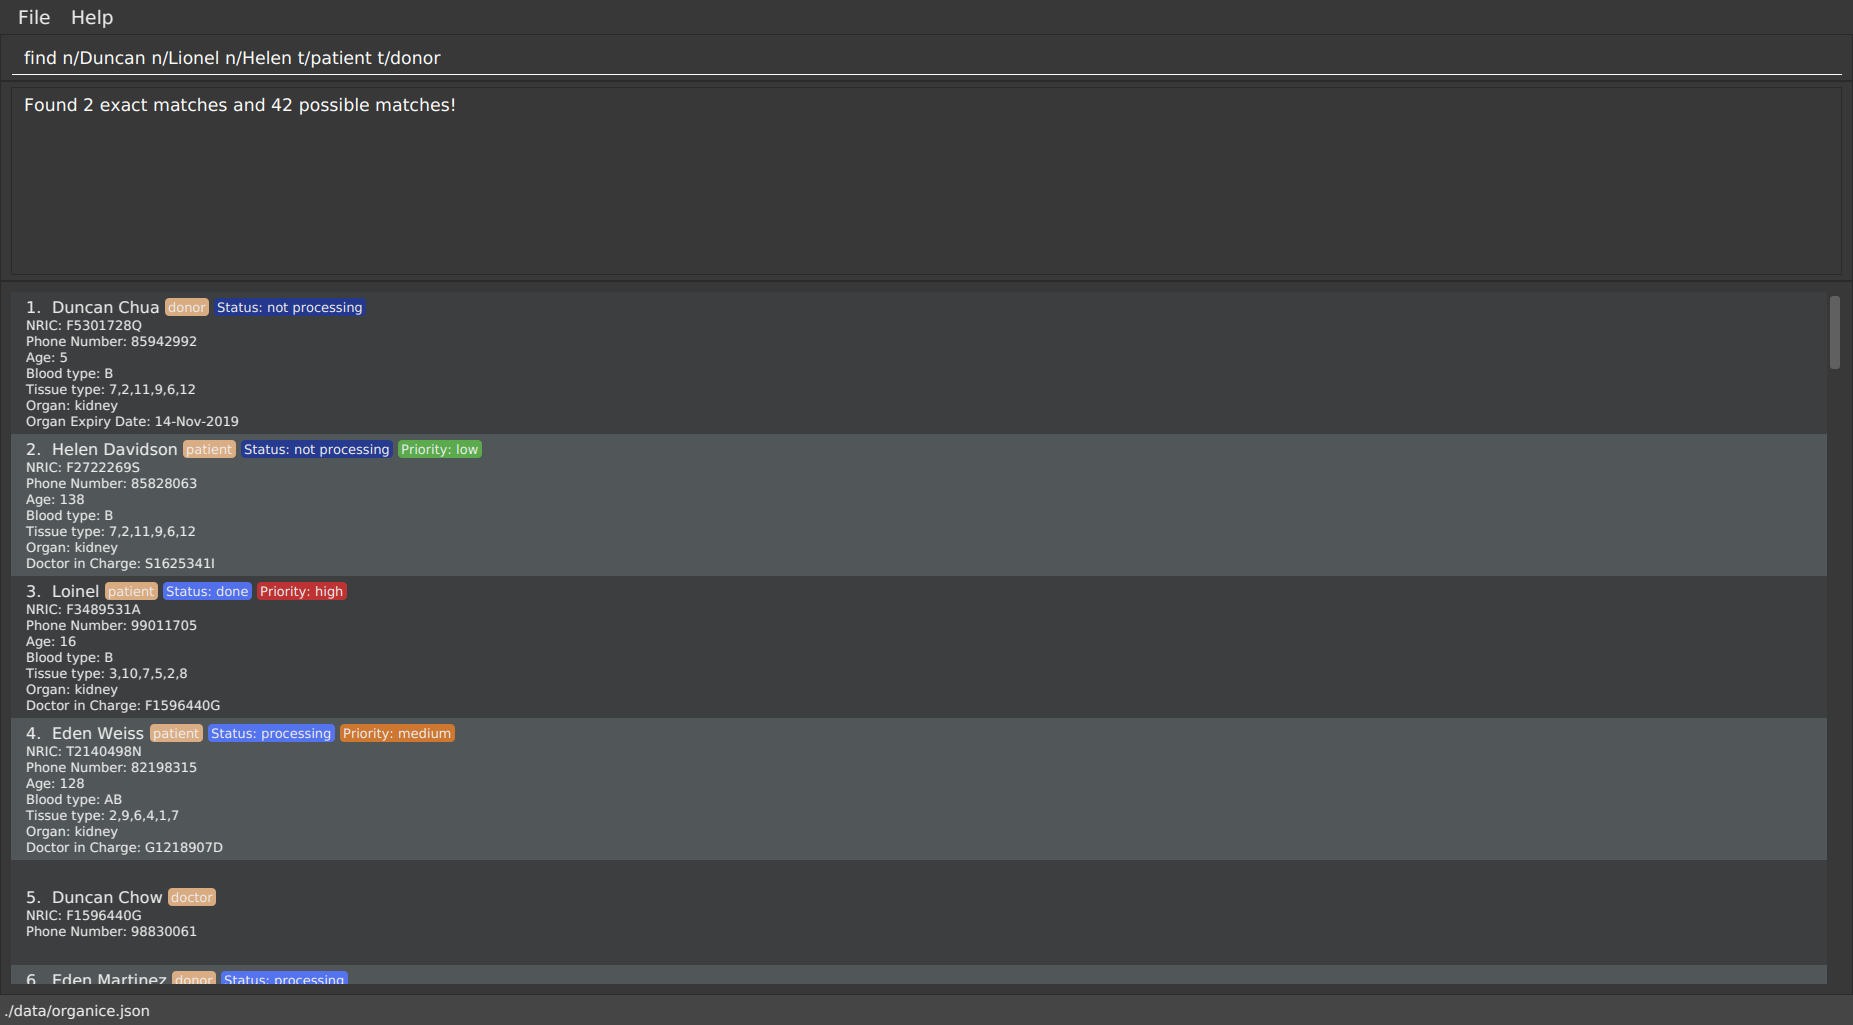 File Help
find n/Duncan n/Lionel n/Helen t/patient t/donor
Found 2 exact matches and 42 possible matches!
1. Duncan Chua donor Status: not processing
NRIC: F5301728Q
Phone Number: 85942992
Age: 5
Blood type: B
Tissue type: 7,2,11,9,6,12
Organ: kidney
Organ Expiry Date: 14-Nov-2019
2. Helen Davidson patient Status: not processing Priority: low
NRIC: F2722269S
Phone Number: 85828063
Age: 138
Blood type: B
Tissue type: 7,2,11,9,6,12
Organ: kidney
Doctor in Charge: S1625341I
3. Loinel patient Status: done Priority: high
NRIC: F3489531A
Phone Number: 99011705
Age: 16
Blood type: B
Tissue type: 3,10,7,5,2,8
Organ: kidney
Doctor in Charge: F1596440G
4. Eden Weiss patient Status: processing Priority: medium
NRIC: T2140498N
Phone Number: 82198315
Age: 128
Blood type: AB
Tissue type: 2,9,6,4,1,7
Organ: kidney
Doctor in Charge: G1218907D
5. Duncan Chow doctor
NRIC: F1596440G
Phone Number: 98830061
6. Eden Martinez donor Status: processing
./data/organice.json